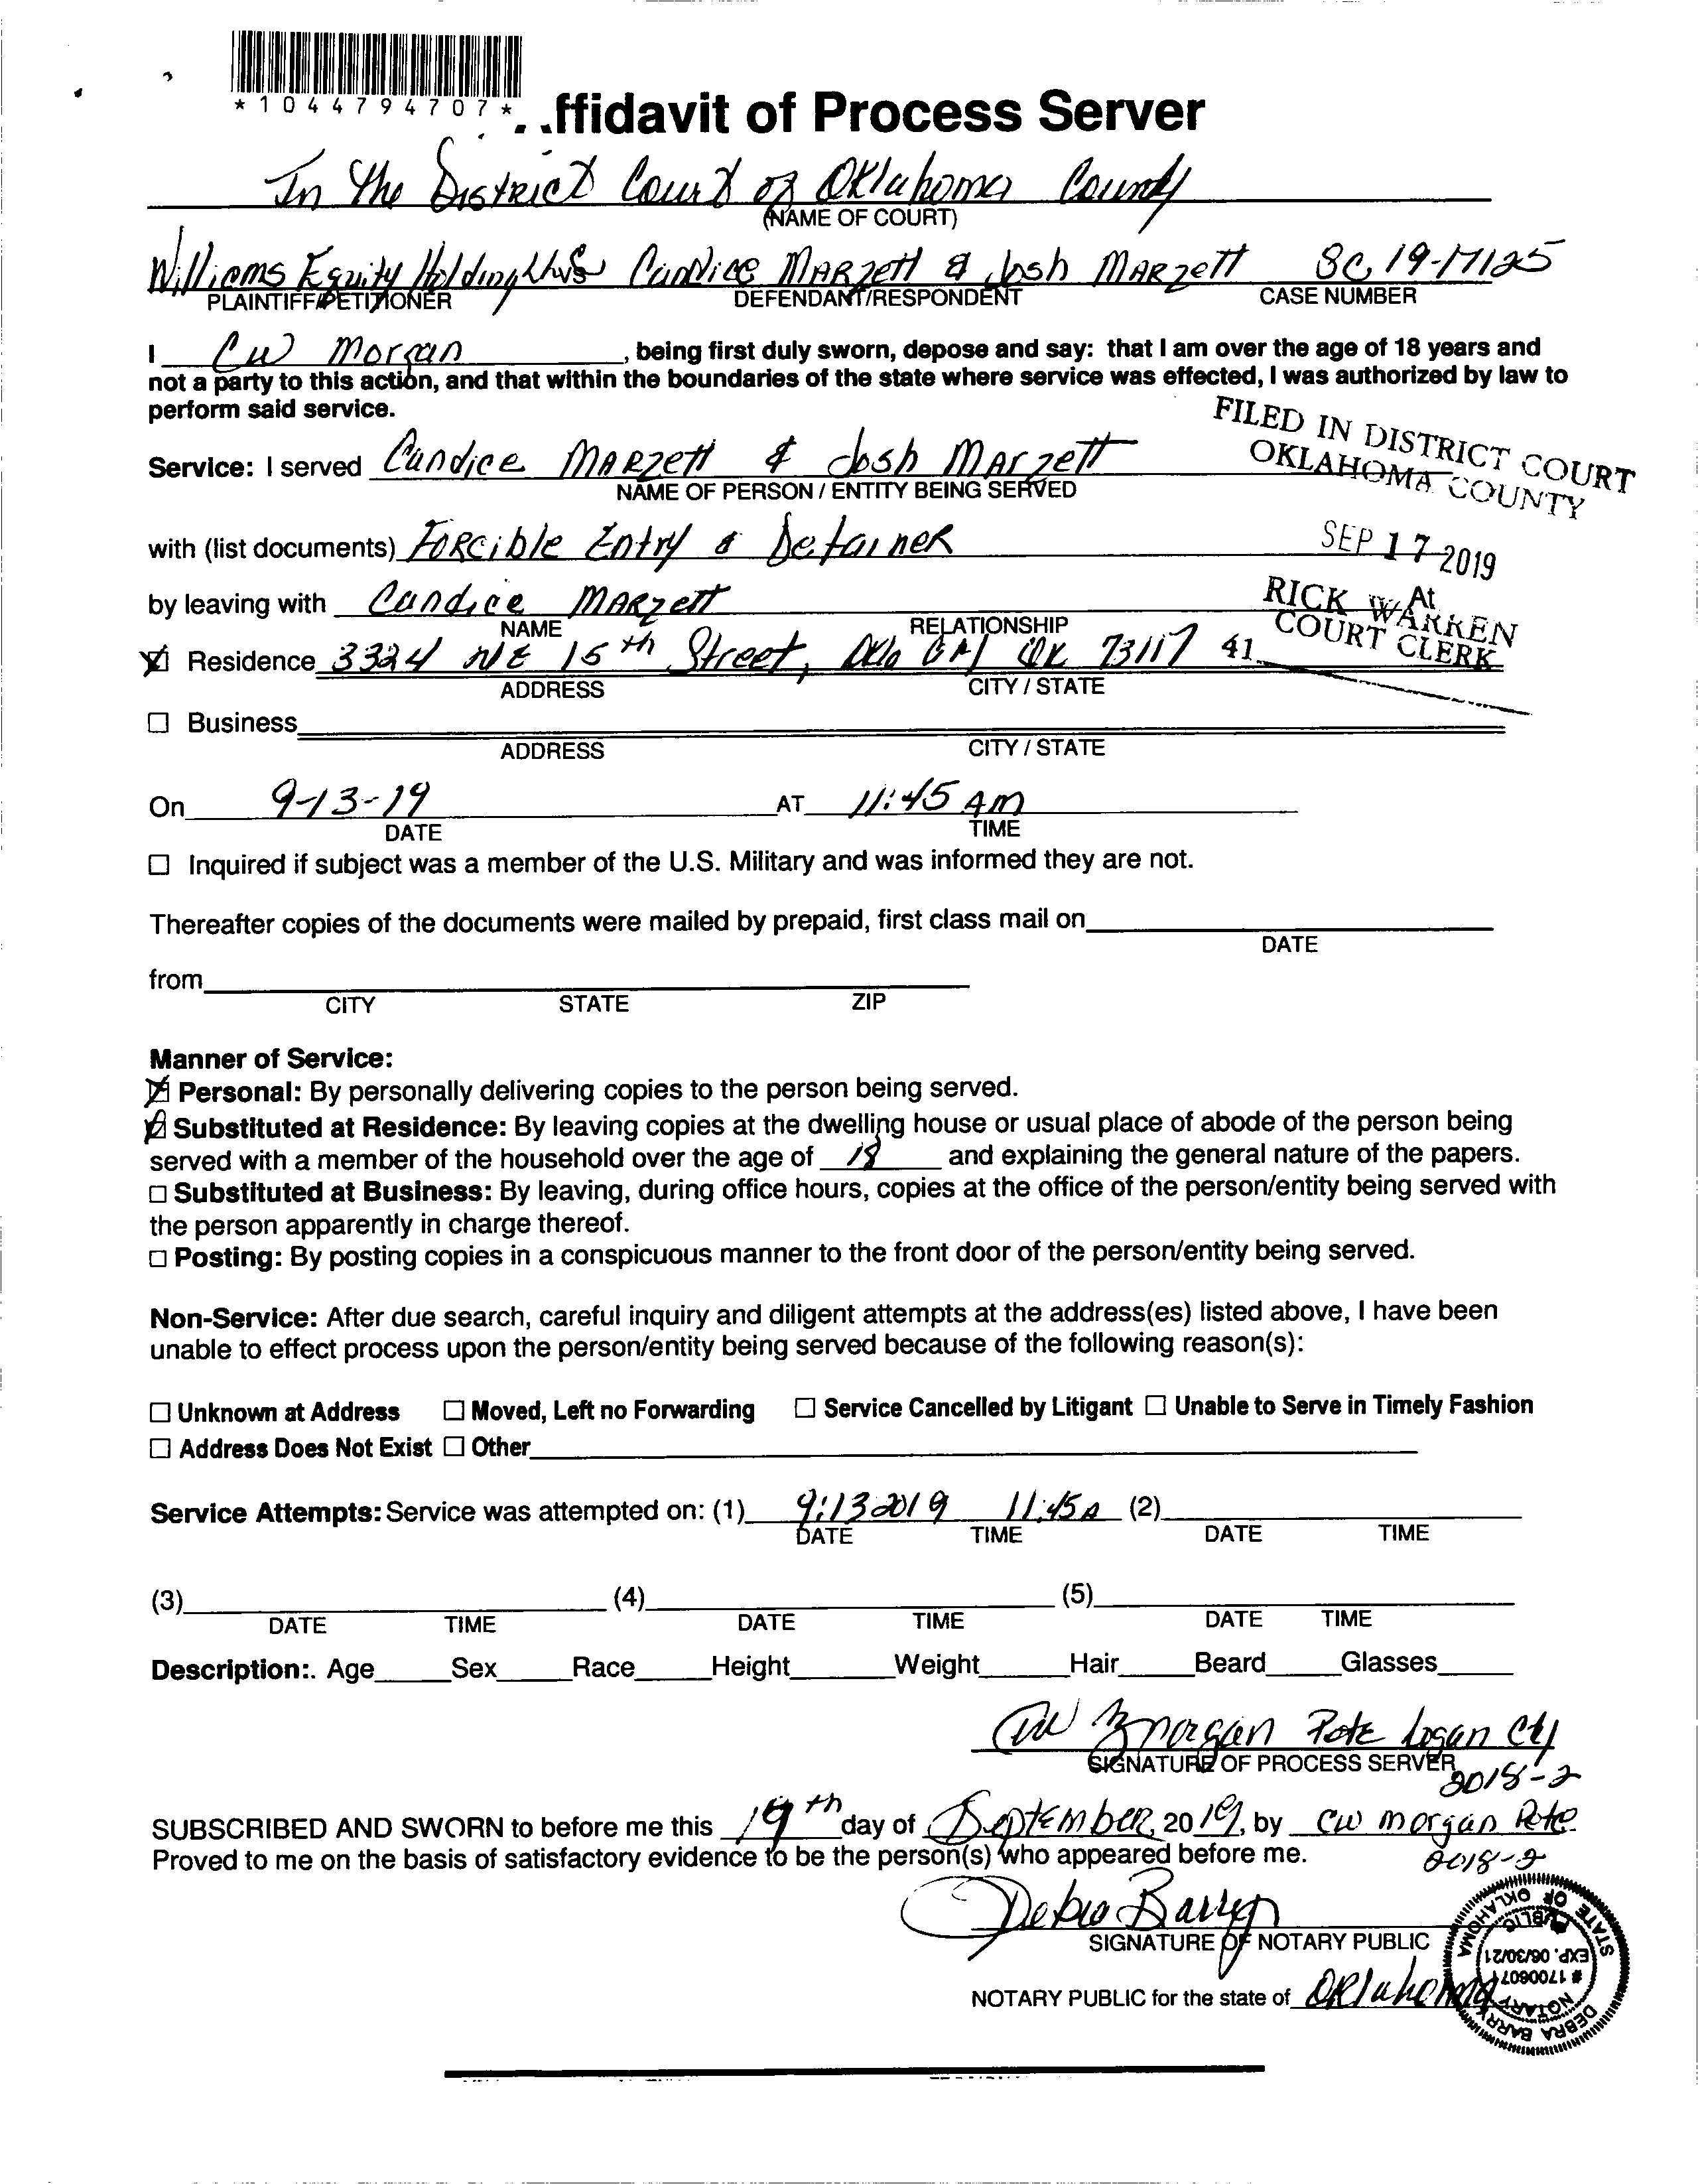 *1044794707*
ffidavit of Process Server
In The District Court of Oklahoma County
(NAME OF COURT)
Williams Equity Holding Candice Marzett & Josh Marzett SC 19-17125
PLAINTIFF/PETITIONER DEFENDANT/RESPONDENT CASE NUMBER
I CW Morgan, being first duly sworn, depose and say: that I am over the age of 18 years and
not a party to this action, and that within the boundaries of the state where service was effected, I was authorized by law to
perform said service.
FILED IN DISTRICT COURT
OKLAHOMA COUNTY
Service: I served Candice Marzett & Josh Marzett
NAME OF PERSON / ENTITY BEING SERVED
with (list documents) Forcible Entry & Detainer
SEP 17 2019
by leaving with Candice Marzett
NAME RELATIONSHIP
RICK WARREN
COURT CLERK
At
41
☒ Residence 3324 NE 15th Street, Okla City OK 73117
ADDRESS CITY / STATE
☐ Business
ADDRESS CITY / STATE
On 9-13-19 AT 11:45 AM
DATE TIME
☐ Inquired if subject was a member of the U.S. Military and was informed they are not.
Thereafter copies of the documents were mailed by prepaid, first class mail on
DATE
from
CITY STATE ZIP
Manner of Service:
☒ Personal: By personally delivering copies to the person being served.
☒ Substituted at Residence: By leaving copies at the dwelling house or usual place of abode of the person being
served with a member of the household over the age of 18 and explaining the general nature of the papers.
☐ Substituted at Business: By leaving, during office hours, copies at the office of the person/entity being served with
the person apparently in charge thereof.
☐ Posting: By posting copies in a conspicuous manner to the front door of the person/entity being served.
Non-Service: After due search, careful inquiry and diligent attempts at the address(es) listed above, I have been
unable to effect process upon the person/entity being served because of the following reason(s):
☐ Unknown at Address ☐ Moved, Left no Forwarding ☐ Service Cancelled by Litigant ☐ Unable to Serve in Timely Fashion
☐ Address Does Not Exist ☐ Other
Service Attempts: Service was attempted on: (1) 9:13 2019 11:45 A (2)
DATE TIME DATE TIME
(3) (4) (5)
DATE TIME DATE TIME DATE TIME
Description:. Age Sex Race Height Weight Hair Beard Glasses
CW Morgan Logan Cty
SIGNATURE OF PROCESS SERVER
2018-2
SUBSCRIBED AND SWORN to before me this 19th day of September, 2019, by CW Morgan
Proved to me on the basis of satisfactory evidence to be the person(s) who appeared before me.
2018-2
Debra Barry
SIGNATURE OF NOTARY PUBLIC
NOTARY PUBLIC for the state of Oklahoma
DEBRA BARRY
NOTARY
# 17006071
EXP. 06/30/21
PUBLIC
STATE OF OKLAHOMA